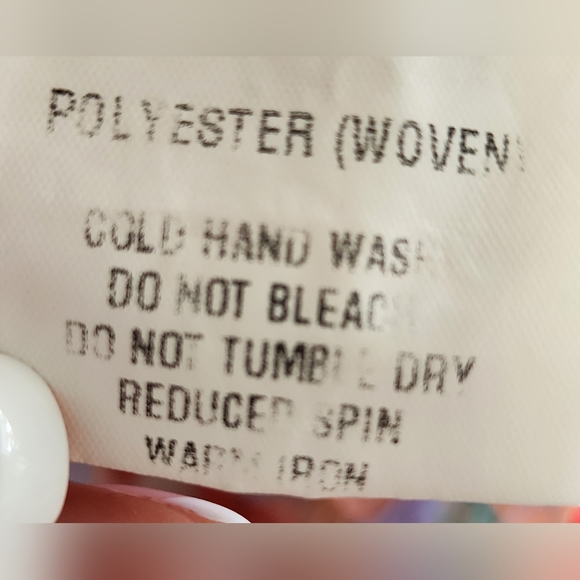 POLYESTER (WOVEN)
COLD HAND WASH
DO NOT BLEACH
DO NOT TUMBLE DRY
REDUCED SPIN
WARM IRON